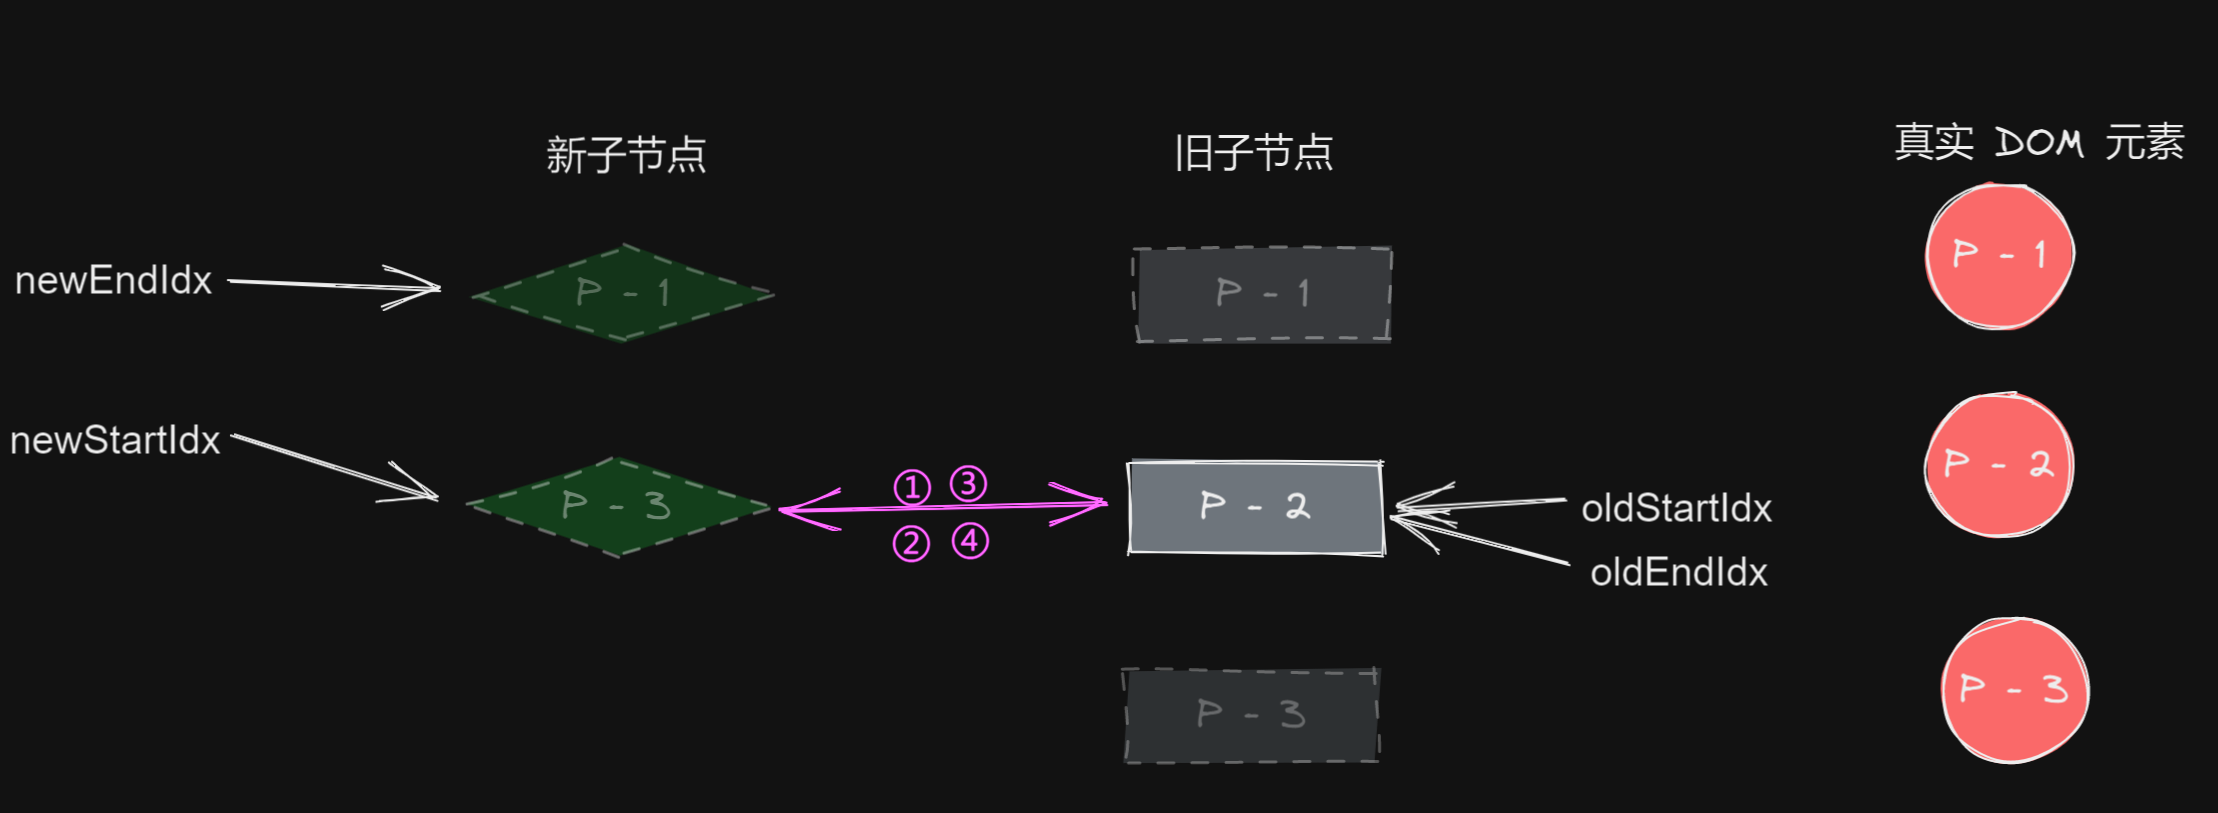 新子节点
旧子节点
真实 DOM 元素
newEndIdx
P - 1
P - 1
P - 1
newStartIdx
P - 3
① ③
② ④
P - 2
oldStartIdx
oldEndIdx
P - 2
P - 3
P - 3